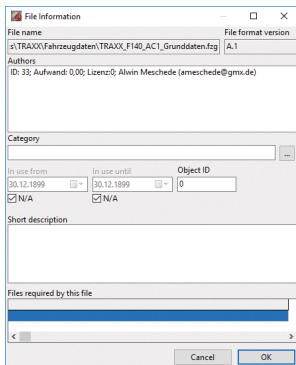 File Information
File name
File format version
:s\TRAXX\Fahrzeugdaten\TRAXX_F140_AC1_Grunddaten.fzg
A.1
Authors
ID: 33; Aufwand: 0,00; Lizenz:0; Alwin Meschede (ameschede@gmx.de)
Category
...
In use from
In use until
Object ID
30.12.1899
30.12.1899
0
N/A
N/A
Short description
Files required by this file
Cancel
OK